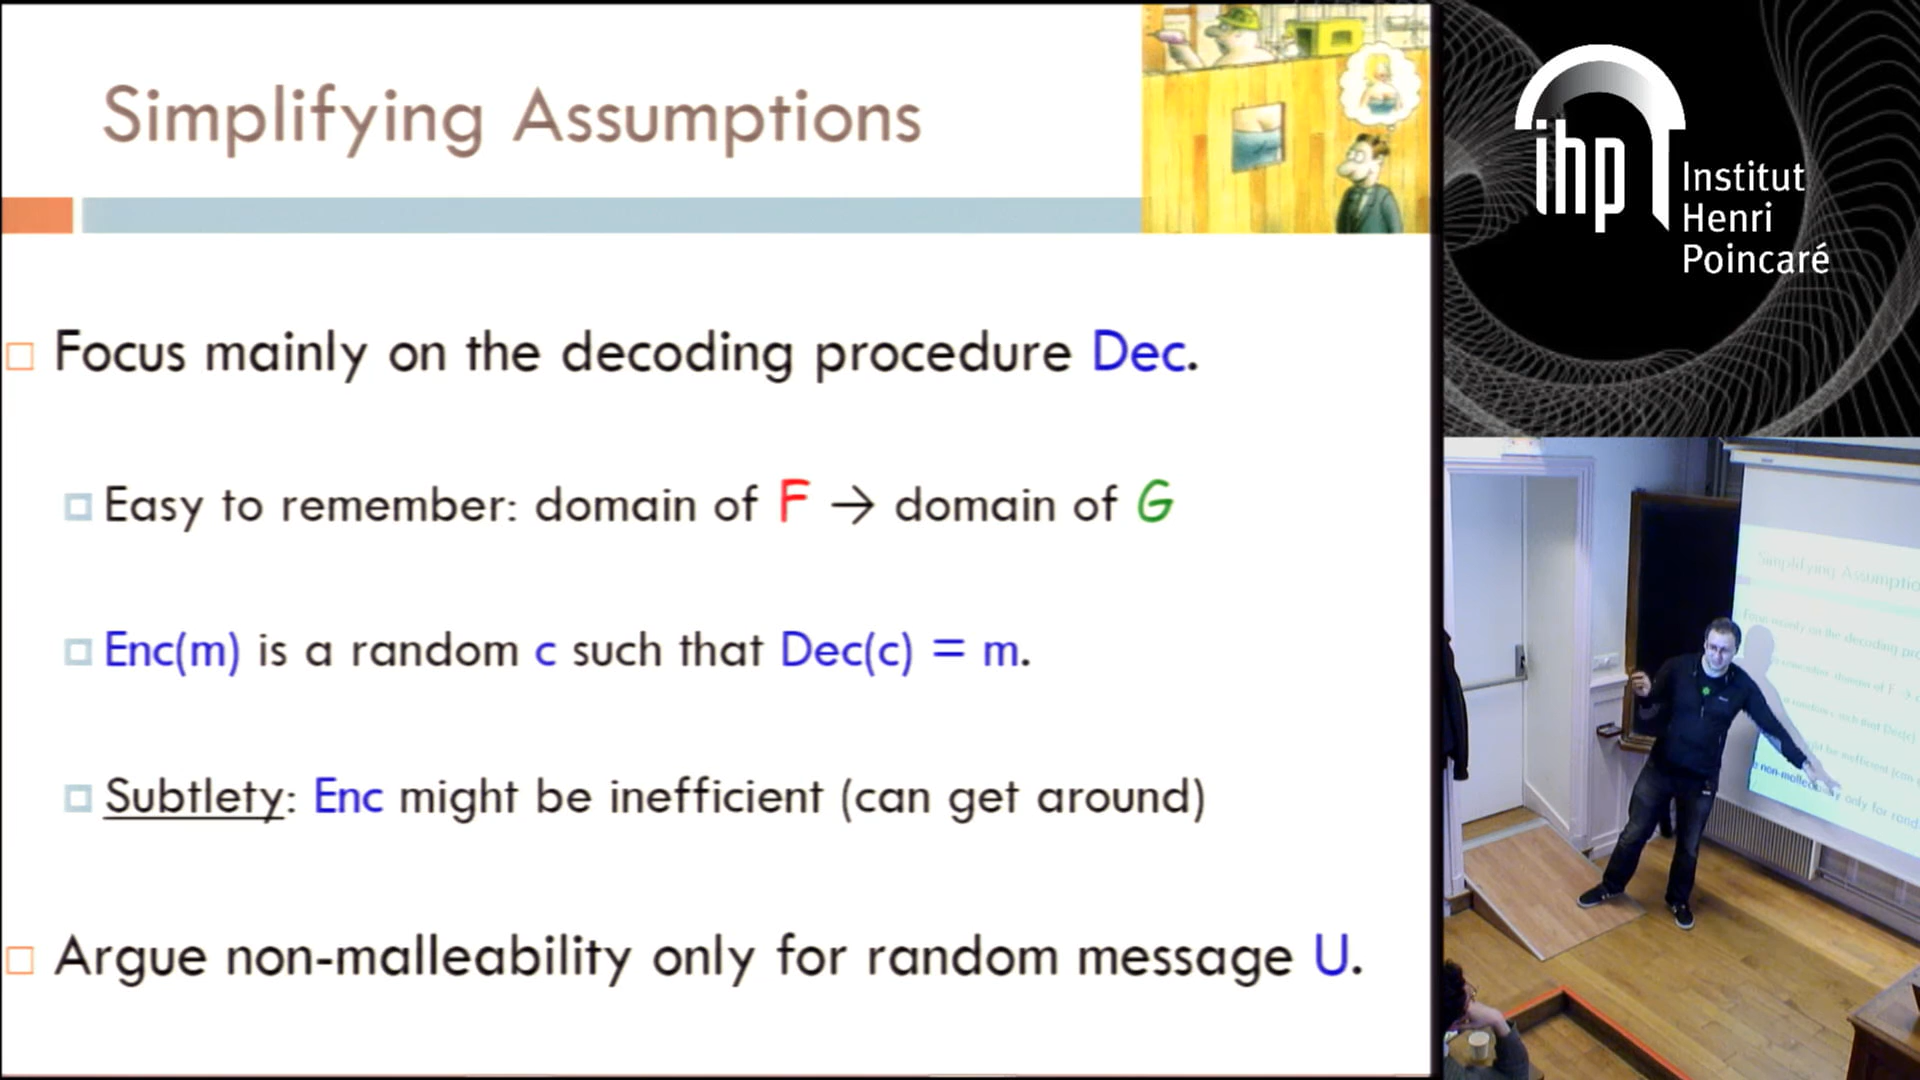 Simplifying Assumptions
Focus mainly on the decoding procedure Dec.
Easy to remember: domain of F → domain of G
Enc(m) is a random c such that Dec(c) = m.
Subtlety: Enc might be inefficient (can get around)
Argue non-malleability only for random message U.
ihp
Institut
Henri
Poincaré
Simplifying Assumptio